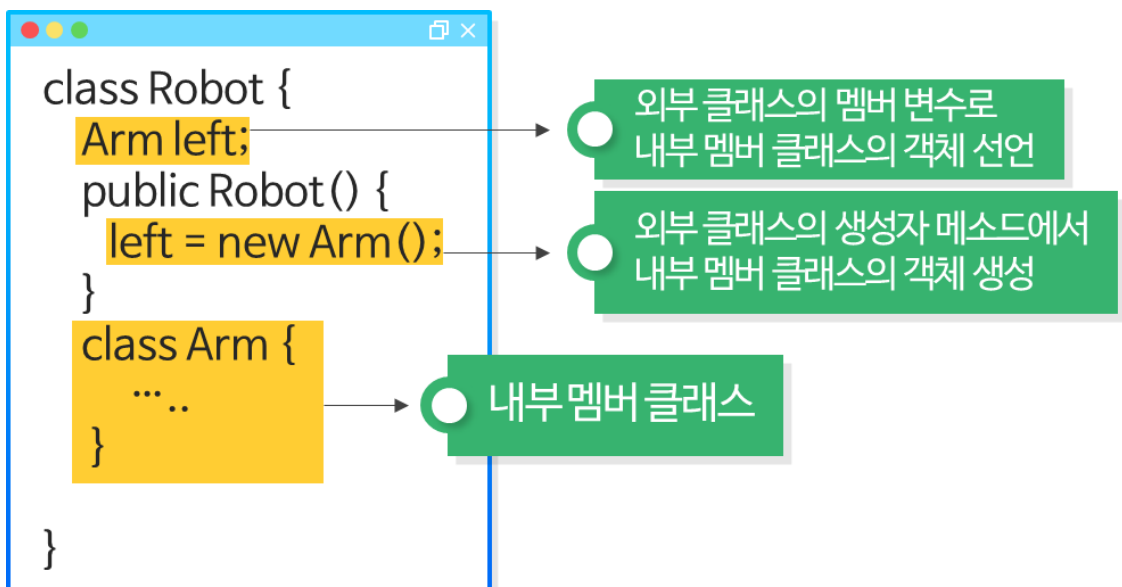 class Robot {
Arm left;
외부 클래스의 멤버 변수로
내부 멤버 클래스의 객체 선언
public Robot() {
left = new Arm();
외부 클래스의 생성자 메소드에서
내부 멤버 클래스의 객체 생성
}
class Arm {
.....
}
내부 멤버 클래스
}